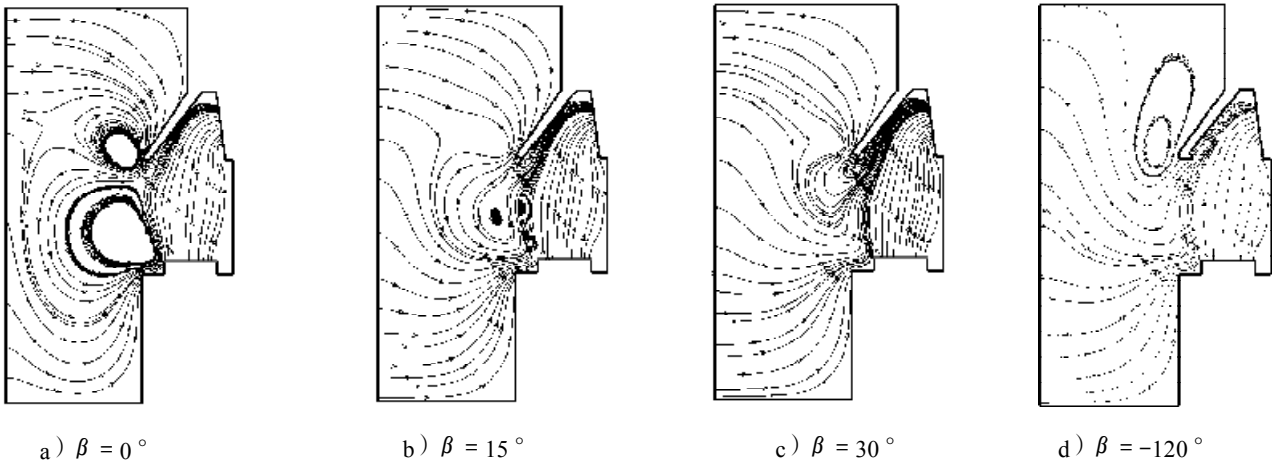 a）β = 0 °
b）β = 15 °
c）β = 30 °
d）β = −120°